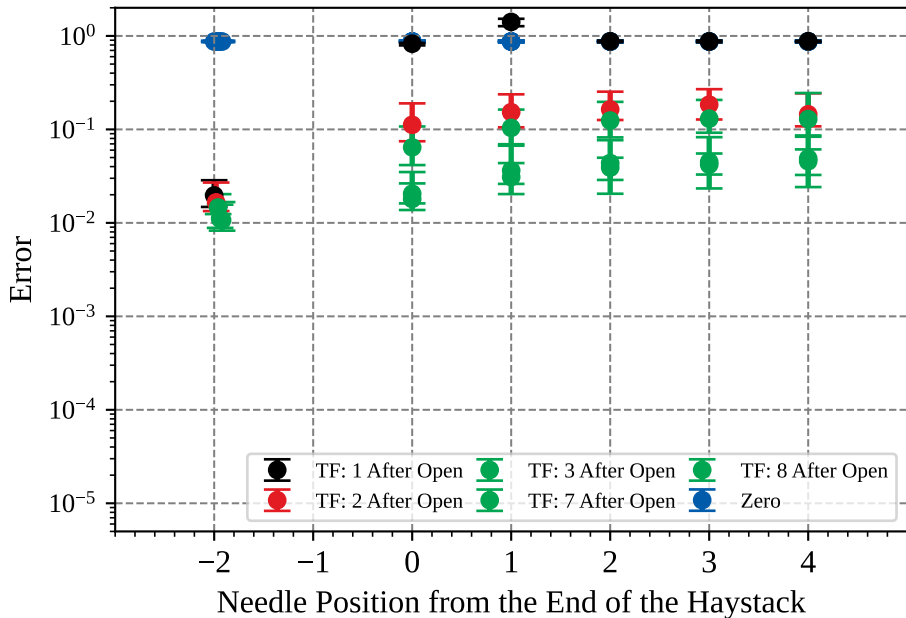 10⁰
10⁻¹
10⁻²
10⁻³
10⁻⁴
10⁻⁵
Error
TF: 1 After Open
TF: 2 After Open
TF: 3 After Open
TF: 7 After Open
TF: 8 After Open
Zero
−2 −1 0 1 2 3 4
Needle Position from the End of the Haystack